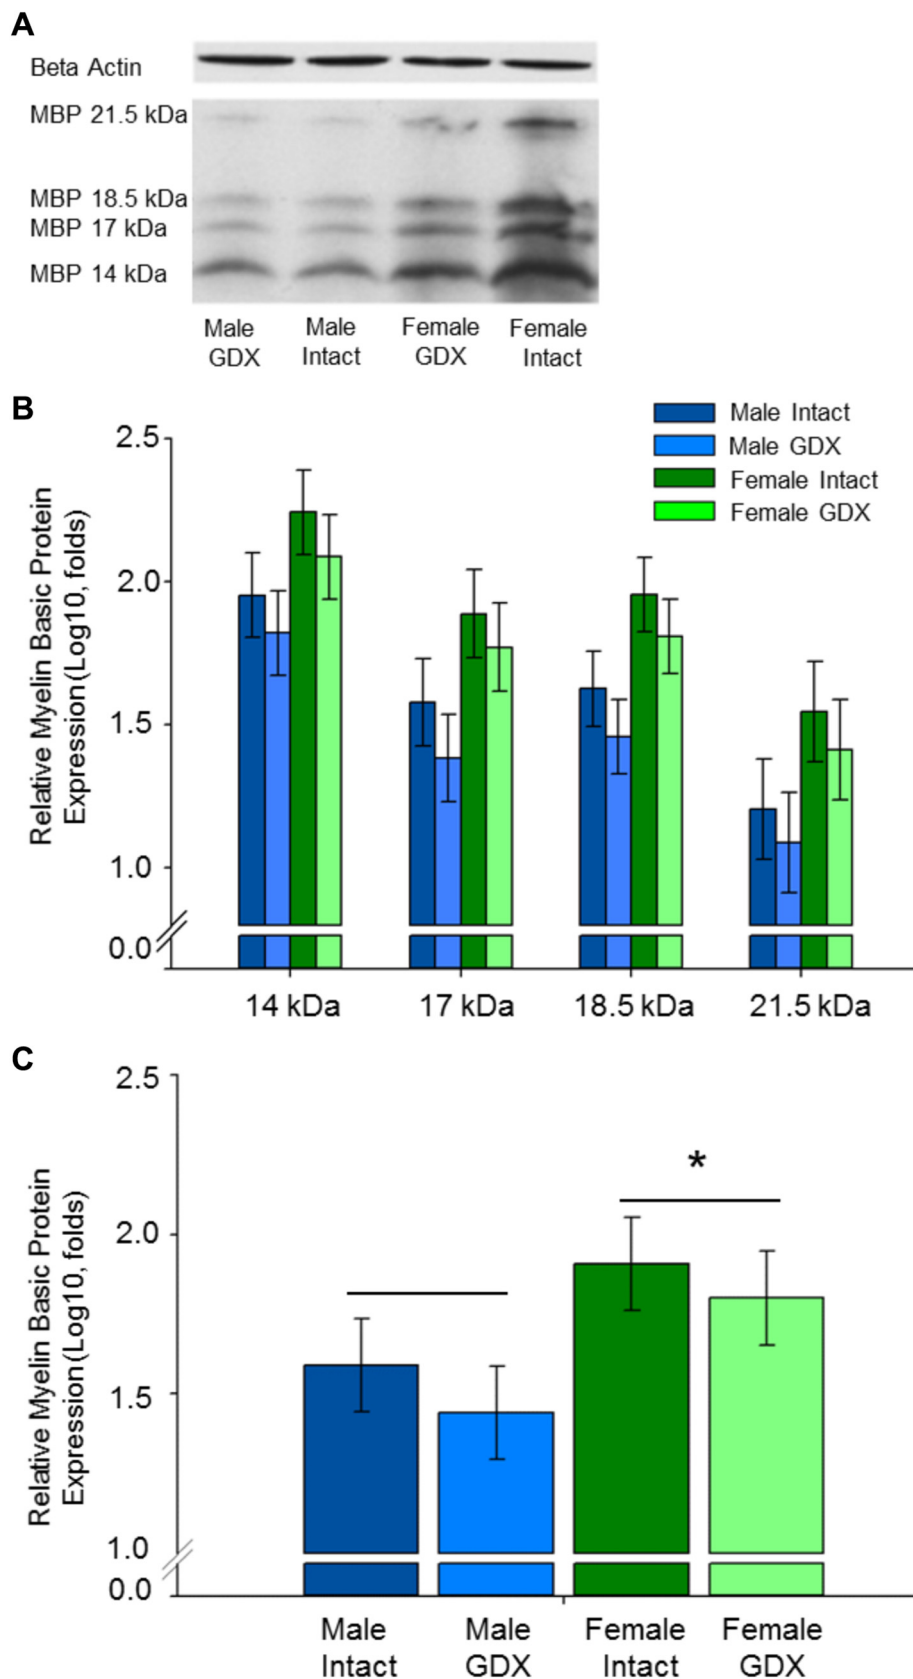 A
Beta Actin
MBP 21.5 kDa
MBP 18.5 kDa
MBP 17 kDa
MBP 14 kDa
Male GDX
Male Intact
Female GDX
Female Intact
B
Male Intact
Male GDX
Female Intact
Female GDX
Relative Myelin Basic Protein
Expression (Log10, folds)
2.5
2.0
1.5
1.0
0.0
14 kDa
17 kDa
18.5 kDa
21.5 kDa
C
Relative Myelin Basic Protein
Expression (Log10, folds)
2.5
2.0
1.5
1.0
0.0
*
Male Intact
Male GDX
Female Intact
Female GDX